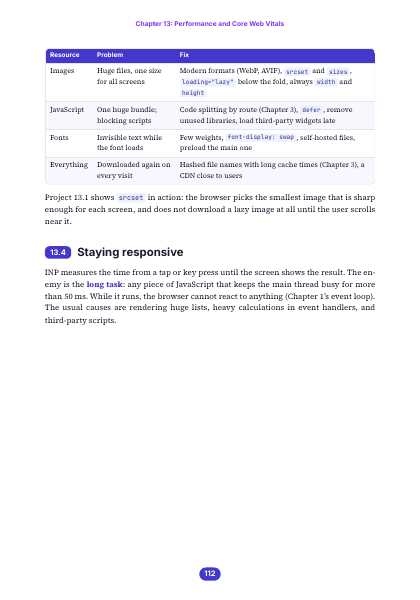 Chapter 13: Performance and Core Web Vitals
Resource Problem Fix
Images Huge files, one size Modern formats (WebP, AVIF), srcset and sizes,
for all screens loading="lazy" below the fold, always width and
height
JavaScript One huge bundle; Code splitting by route (Chapter 3), defer, remove
blocking scripts unused libraries, load third-party widgets late
Fonts Invisible text while Few weights, font-display: swap, self-hosted files,
the font loads preload the main one
Everything Downloaded again on Hashed file names with long cache times (Chapter 3), a
every visit CDN close to users
Project 13.1 shows srcset in action: the browser picks the smallest image that is sharp
enough for each screen, and does not download a lazy image at all until the user scrolls
near it.
13.4 Staying responsive
INP measures the time from a tap or key press until the screen shows the result. The en-
emy is the long task: any piece of JavaScript that keeps the main thread busy for more
than 50 ms. While it runs, the browser cannot react to anything (Chapter 1's event loop).
The usual causes are rendering huge lists, heavy calculations in event handlers, and
third-party scripts.
112